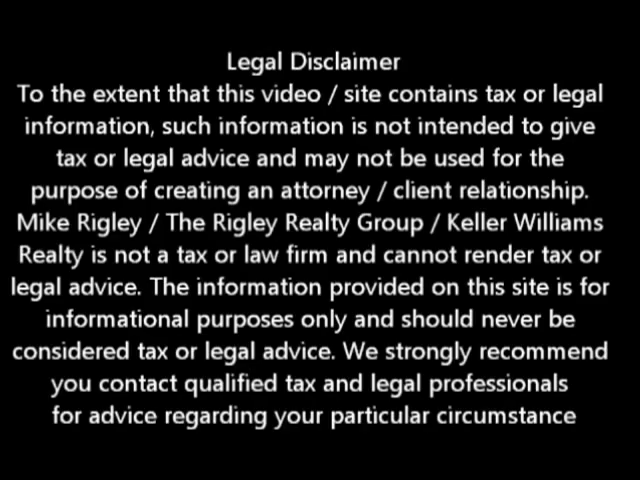 Legal Disclaimer
To the extent that this video / site contains tax or legal
information, such information is not intended to give
tax or legal advice and may not be used for the
purpose of creating an attorney / client relationship.
Mike Rigley / The Rigley Realty Group / Keller Williams
Realty is not a tax or law firm and cannot render tax or
legal advice. The information provided on this site is for
informational purposes only and should never be
considered tax or legal advice. We strongly recommend
you contact qualified tax and legal professionals
for advice regarding your particular circumstance